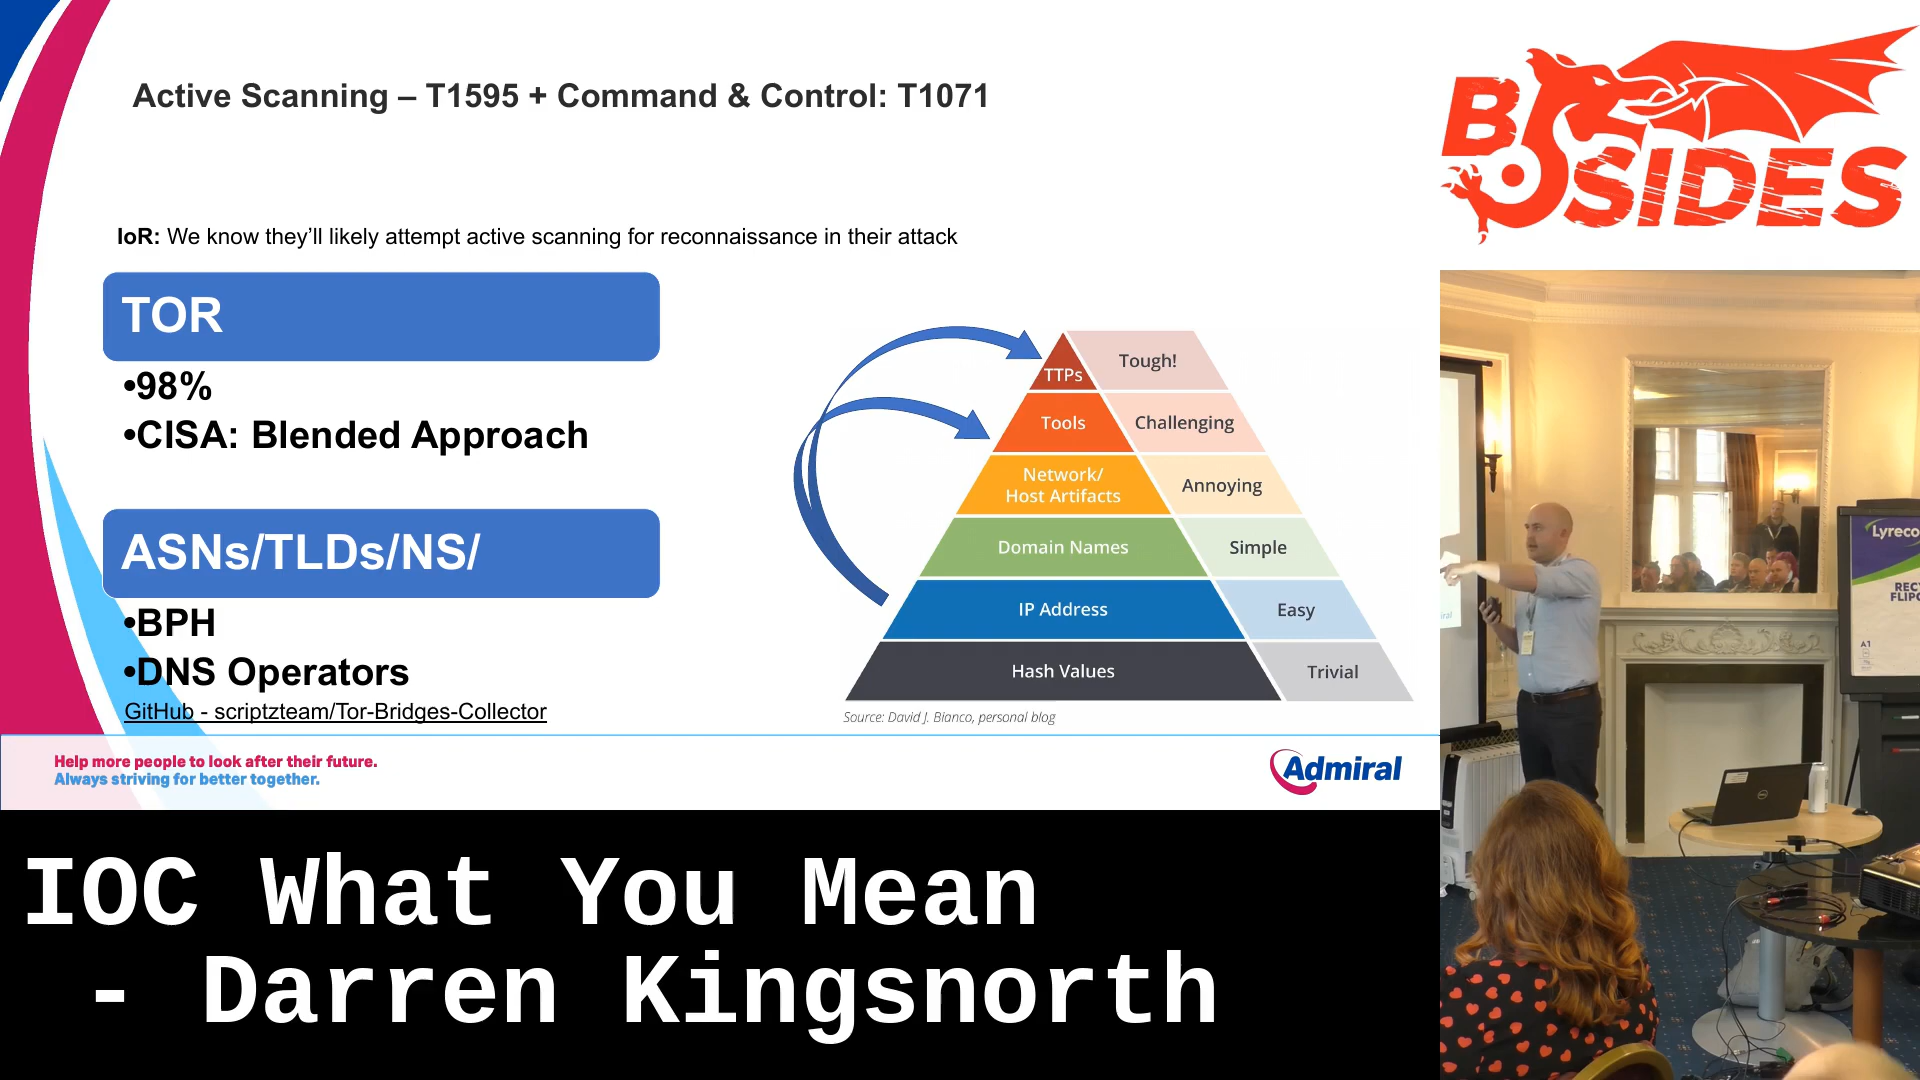 Active Scanning – T1595 + Command & Control: T1071
IoR: We know they'll likely attempt active scanning for reconnaissance in their attack
TOR
•98%
•CISA: Blended Approach
ASNs/TLDs/NS/
•BPH
•DNS Operators
GitHub - scriptzteam/Tor-Bridges-Collector
TTPs
Tough!
Tools
Challenging
Network/
Host Artifacts
Annoying
Domain Names
Simple
IP Address
Easy
Hash Values
Trivial
Source: David J. Bianco, personal blog
Help more people to look after their future.
Always striving for better together.
Admiral
BSIDES
Lyreco
A1
IOC What You Mean
- Darren Kingsnorth